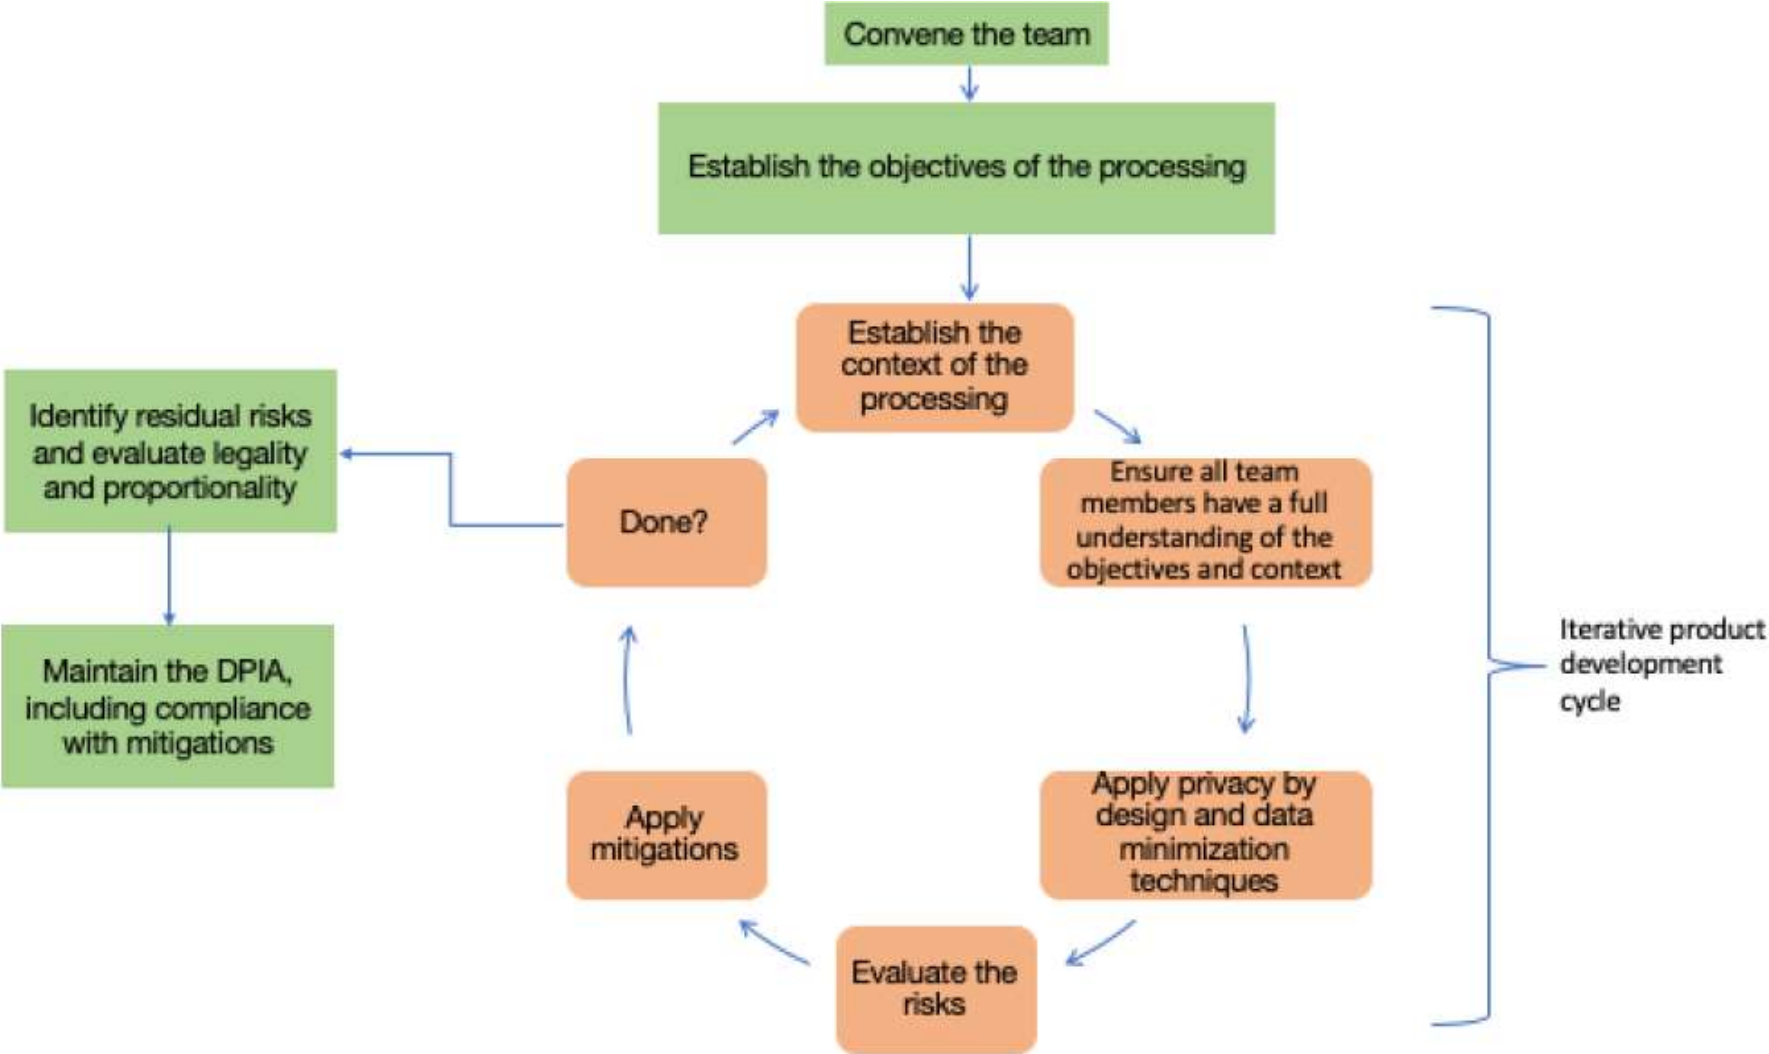 Convene the team
Establish the objectives of the processing
Establish the
context of the
processing
Identify residual risks
and evaluate legality
and proportionality
Done?
Ensure all team
members have a full
understanding of the
objectives and context
Maintain the DPIA,
including compliance
with mitigations
Iterative product
development
cycle
Apply
mitigations
Apply privacy by
design and data
minimization
techniques
Evaluate the
risks